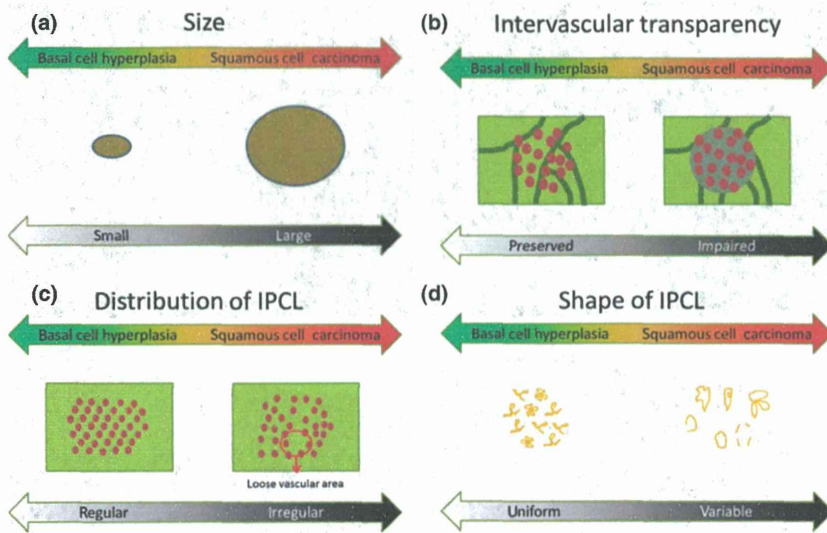 (a) Size
Basal cell hyperplasia Squamous cell carcinoma
Small Large
(b) Intervascular transparency
Basal cell hyperplasia Squamous cell carcinoma
Preserved Impaired
(c) Distribution of IPCL
Basal cell hyperplasia Squamous cell carcinoma
Loose vascular area
Regular Irregular
(d) Shape of IPCL
Basal cell hyperplasia Squamous cell carcinoma
Uniform Variable